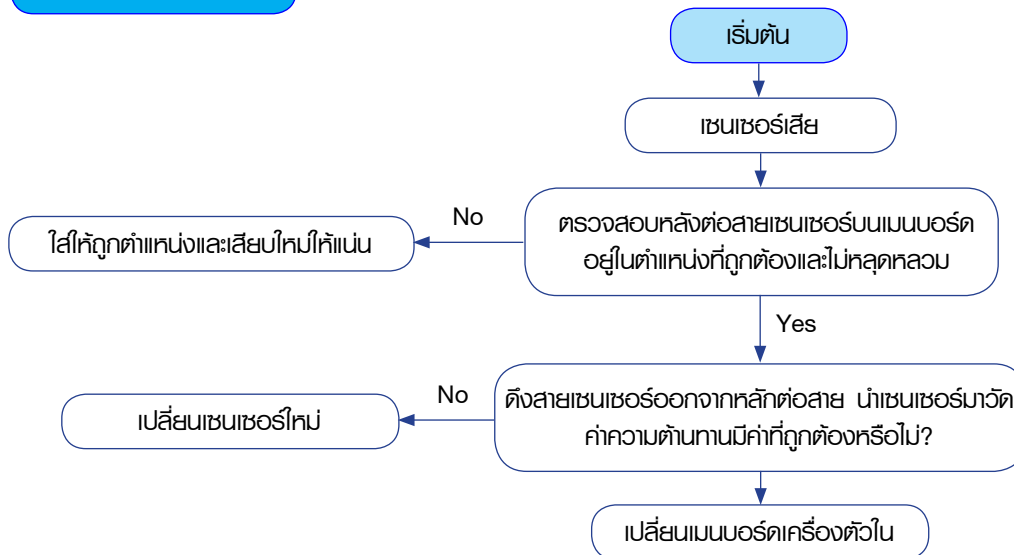 เริ่มต้น
เซนเซอร์เสีย
ตรวจสอบหลังต่อสายเซนเซอร์บนเมนบอร์ด
อยู่ในตำแหน่งที่ถูกต้องและไม่หลุดหลวม
No
ใส่ให้ถูกตำแหน่งและเสียบใหม่ให้แน่น
Yes
ดึงสายเซนเซอร์ออกจากหลักต่อสาย นำเซนเซอร์มาวัด
ค่าความต้านทานมีค่าที่ถูกต้องหรือไม่?
No
เปลี่ยนเซนเซอร์ใหม่
เปลี่ยนเมนบอร์ดเครื่องตัวใน